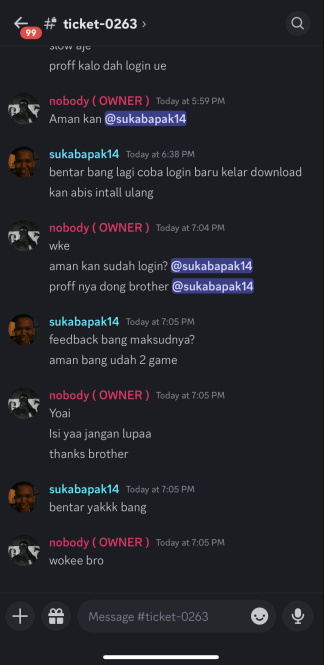 99
# ticket-0263 ›
slow aje
proff kalo dah login ue
nobody ( OWNER ) Today at 5:59 PM
Aman kan @sukabapak14
sukabapak14 Today at 6:38 PM
bentar bang lagi coba login baru kelar download
kan abis intall ulang
nobody ( OWNER ) Today at 7:04 PM
wke
aman kan sudah login? @sukabapak14
proff nya dong brother @sukabapak14
sukabapak14 Today at 7:05 PM
feedback bang maksudnya?
aman bang udah 2 game
nobody ( OWNER ) Today at 7:05 PM
Yoai
Isi yaa jangan lupaa
thanks brother
sukabapak14 Today at 7:05 PM
bentar yakkk bang
nobody ( OWNER ) Today at 7:05 PM
wokee bro
Message #ticket-0263